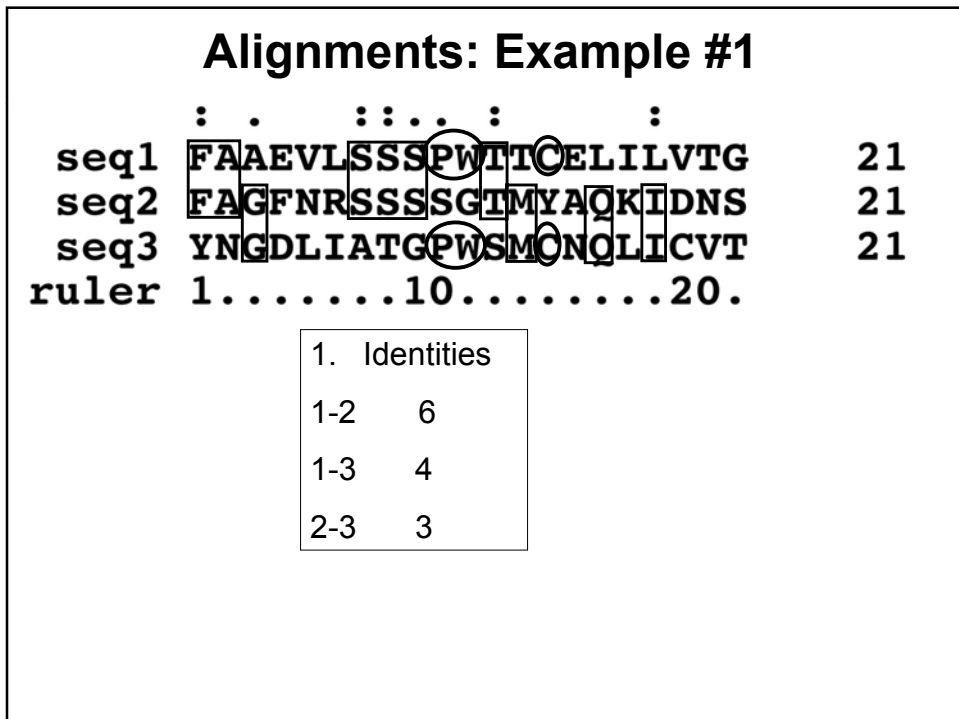 Alignments: Example #1
: .   ::.. :     :
seq1 FAAEVLSSSPWTTCELILVTG 21
seq2 FAGFNRSSSSGTMYAQKIDNS 21
seq3 YNGDLIATGPWSMCNQLICVT 21
ruler 1.......10........20.
1. Identities
1-2 6
1-3 4
2-3 3